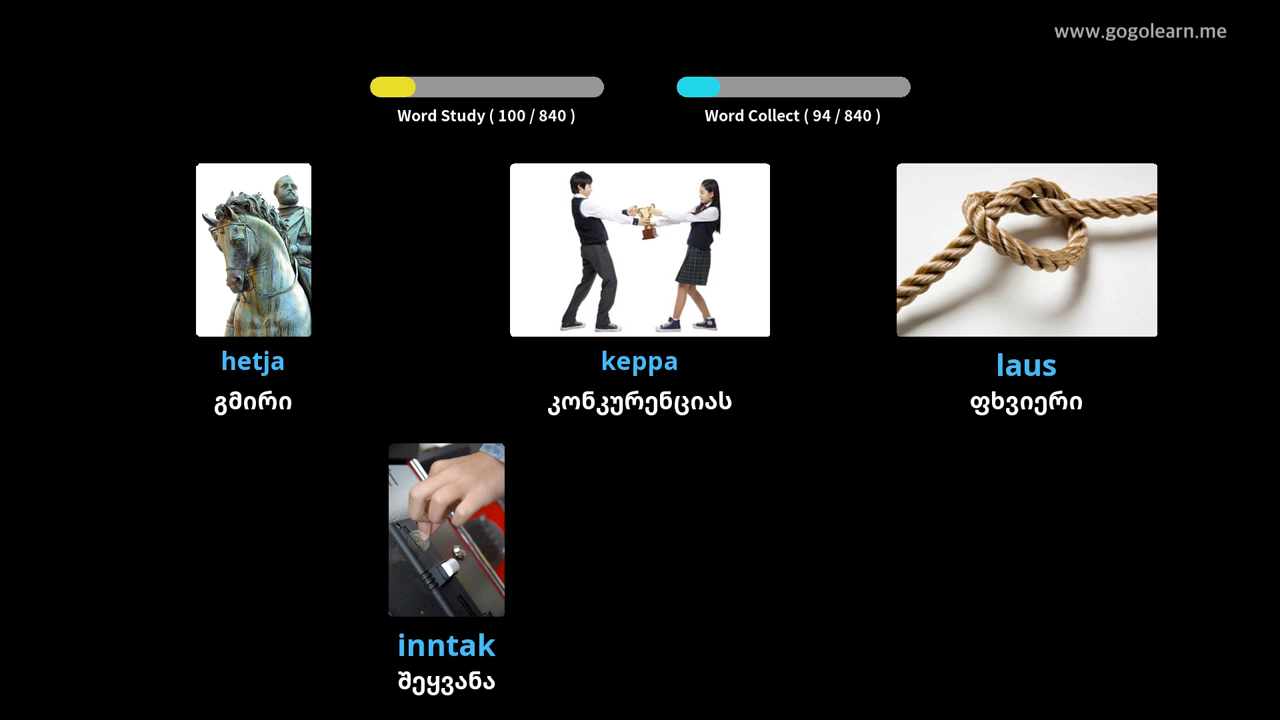 www.gogolearn.me
Word Study ( 100 / 840 )
Word Collect ( 94 / 840 )
hetja
keppa
laus
გმირი
კონკურენციას
ფხვიერი
inntak
შეყვანა